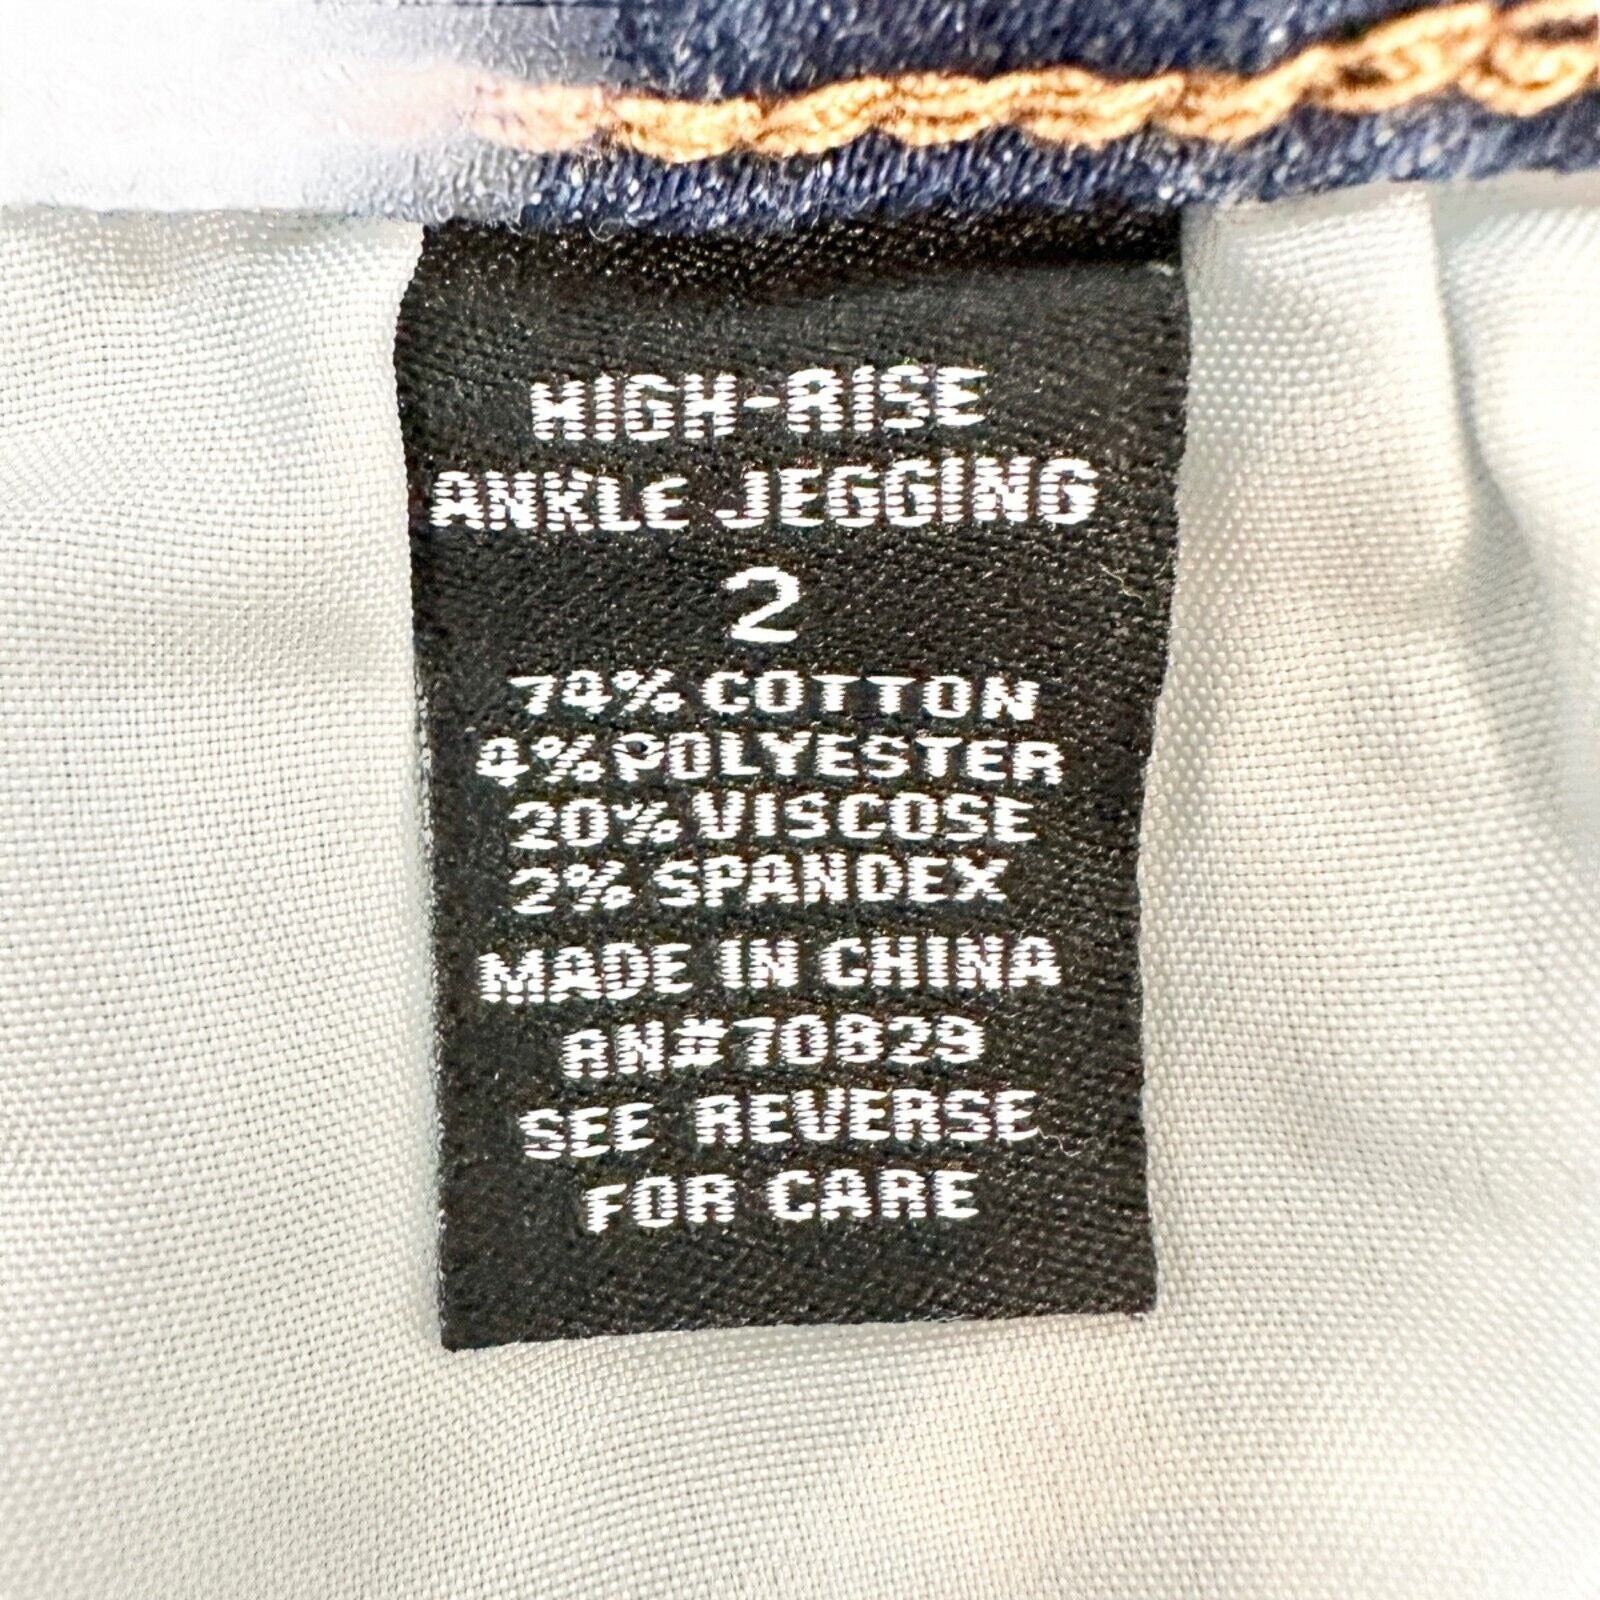 HIGH-RISE
ANKLE JEGGING
2
74% COTTON
4% POLYESTER
20% VISCOSE
2% SPANDEX
MADE IN CHINA
RN#70829
SEE REVERSE
FOR CARE